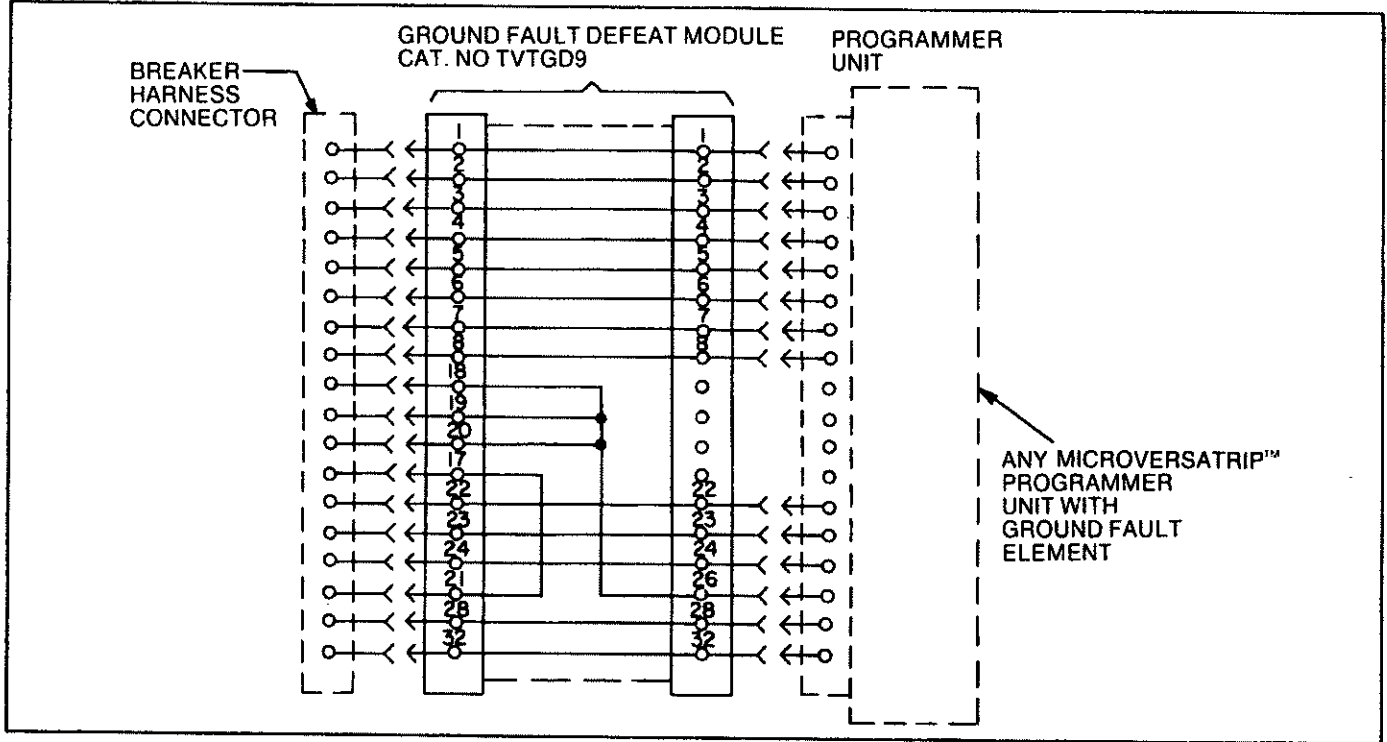 GROUND FAULT DEFEAT MODULE
CAT. NO TVTGD9
PROGRAMMER
UNIT
BREAKER
HARNESS
CONNECTOR
1
2
3
4
5
6
7
8
18
19
20
17
22
23
24
21
28
32
1
2
3
4
5
6
7
8
22
23
24
26
28
32
ANY MICROVERSATRIP™
PROGRAMMER
UNIT WITH
GROUND FAULT
ELEMENT